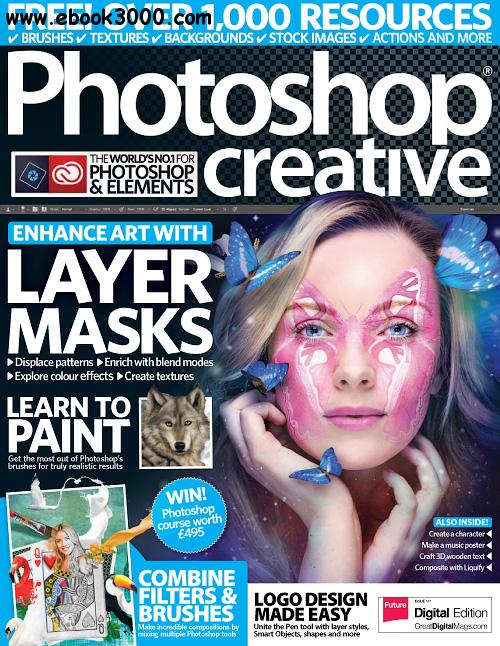 www.ebook3000.com
1,000 RESOURCES
✔ BRUSHES ✔ TEXTURES ✔ BACKGROUNDS ✔ STOCK IMAGES ✔ ACTIONS AND MORE
Photoshop®
creative
THE WORLD'S NO.1 FOR
PHOTOSHOP
& ELEMENTS
ENHANCE ART WITH
LAYER
MASKS
▶ Displace patterns ▶ Enrich with blend modes
▶ Explore colour effects ▶ Create textures
LEARN TO
PAINT
Get the most out of Photoshop's
brushes for truly realistic results
WIN!
Photoshop
course worth
£495
COMBINE
FILTERS &
BRUSHES
Make incredible compositions by
mixing multiple Photoshop tools
ALSO INSIDE!
Create a character ◀
Make a music poster ◀
Craft 3D wooden text ◀
Composite with Liquify ◀
LOGO DESIGN
MADE EASY
Unite the Pen tool with layer styles,
Smart Objects, shapes and more
Future
ISSUE 141
Digital Edition
GreatDigitalMags.com